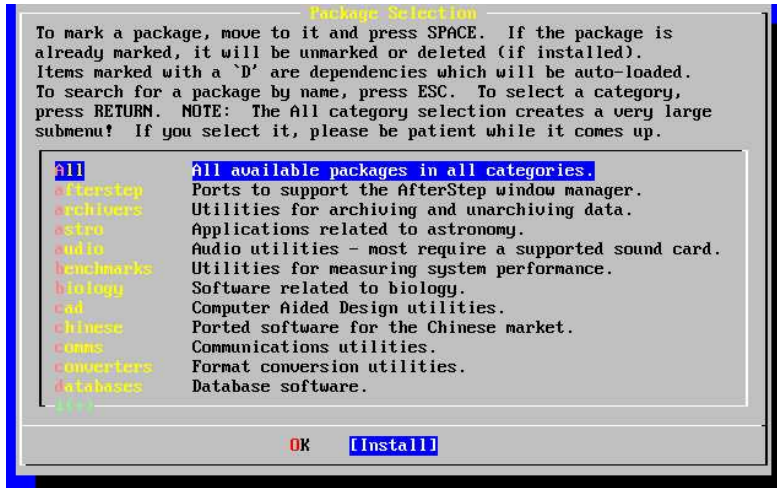 Package Selection
To mark a package, move to it and press SPACE.  If the package is
already marked, it will be unmarked or deleted (if installed).
Items marked with a `D' are dependencies which will be auto-loaded.
To search for a package by name, press ESC.  To select a category,
press RETURN.  NOTE:  The All category selection creates a very large
submenu!  If you select it, please be patient while it comes up.
All All available packages in all categories.
afterstep Ports to support the AfterStep window manager.
archivers Utilities for archiving and unarchiving data.
astro Applications related to astronomy.
audio Audio utilities - most require a supported sound card.
benchmarks Utilities for measuring system performance.
biology Software related to biology.
cad Computer Aided Design utilities.
chinese Ported software for the Chinese market.
comms Communications utilities.
converters Format conversion utilities.
databases Database software.
OK [Install]